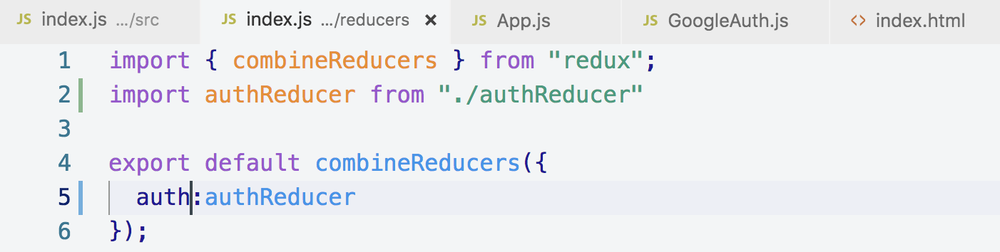 JS index.js .../src JS index.js .../reducers × JS App.js JS GoogleAuth.js <> index.html
1 import { combineReducers } from "redux";
2 import authReducer from "./authReducer"
3
4 export default combineReducers({
5 auth:authReducer
6 });